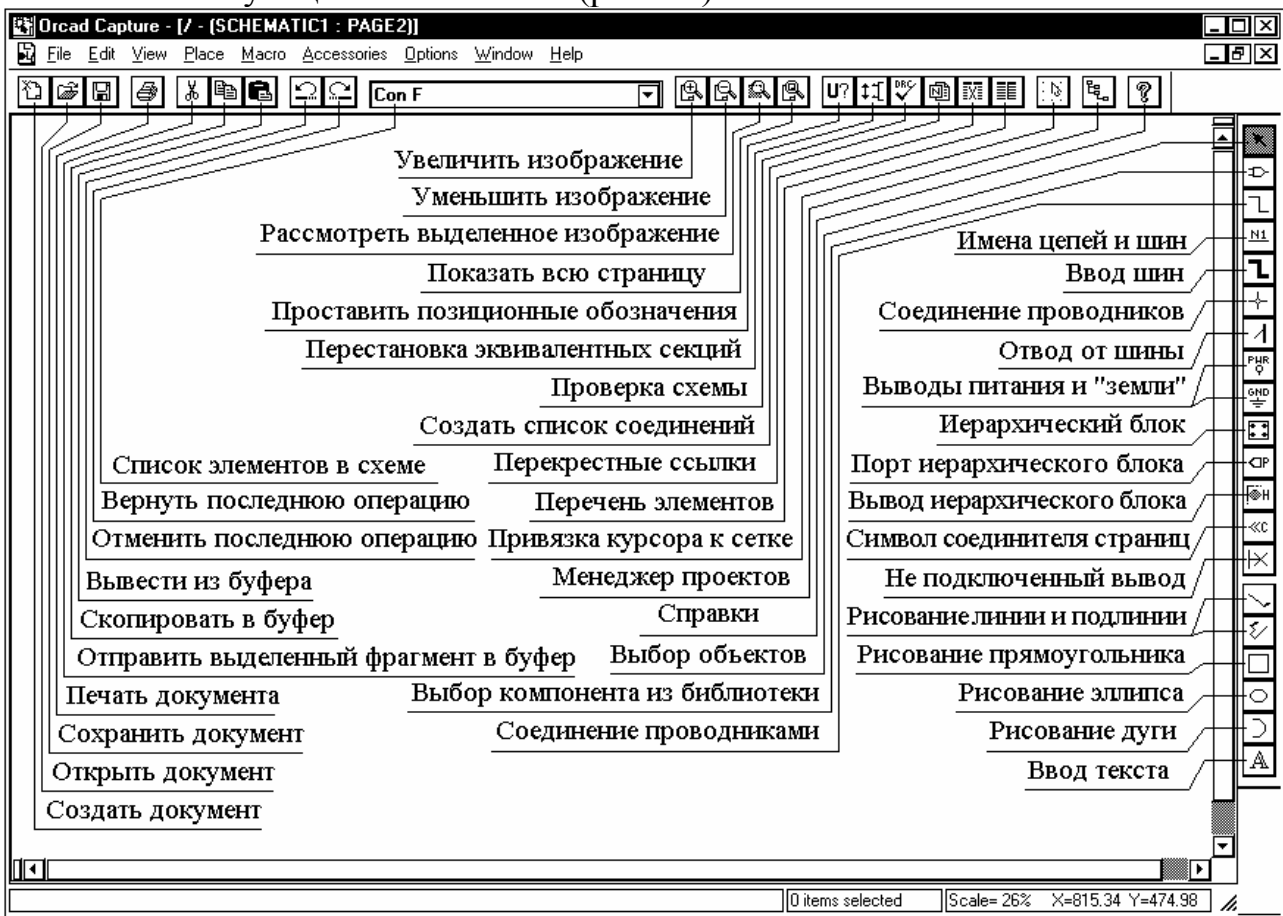 Orcad Capture - [/ - (SCHEMATIC1 : PAGE2)]
File Edit View Place Macro Accessories Options Window Help
Con F
U?
DRC
Увеличить изображение
Уменьшить изображение
Рассмотреть выделенное изображение
Показать всю страницу
Проставить позиционные обозначения
Перестановка эквивалентных секций
Проверка схемы
Создать список соединений
Список элементов в схеме
Перекрестные ссылки
Вернуть последнюю операцию
Перечень элементов
Отменить последнюю операцию
Привязка курсора к сетке
Вывести из буфера
Менеджер проектов
Скопировать в буфер
Справки
Отправить выделенный фрагмент в буфер
Выбор объектов
Печать документа
Выбор компонента из библиотеки
Сохранить документ
Соединение проводниками
Открыть документ
Создать документ
Имена цепей и шин
Ввод шин
Соединение проводников
Отвод от шины
Выводы питания и "земли"
Иерархический блок
Порт иерархического блока
Вывод иерархического блока
Символ соединителя страниц
Не подключенный вывод
Рисование линии и подлинии
Рисование прямоугольника
Рисование эллипса
Рисование дуги
Ввод текста
N1
PWR
GND
P
H
C
A
0 items selected
Scale= 26% X=815.34 Y=474.98